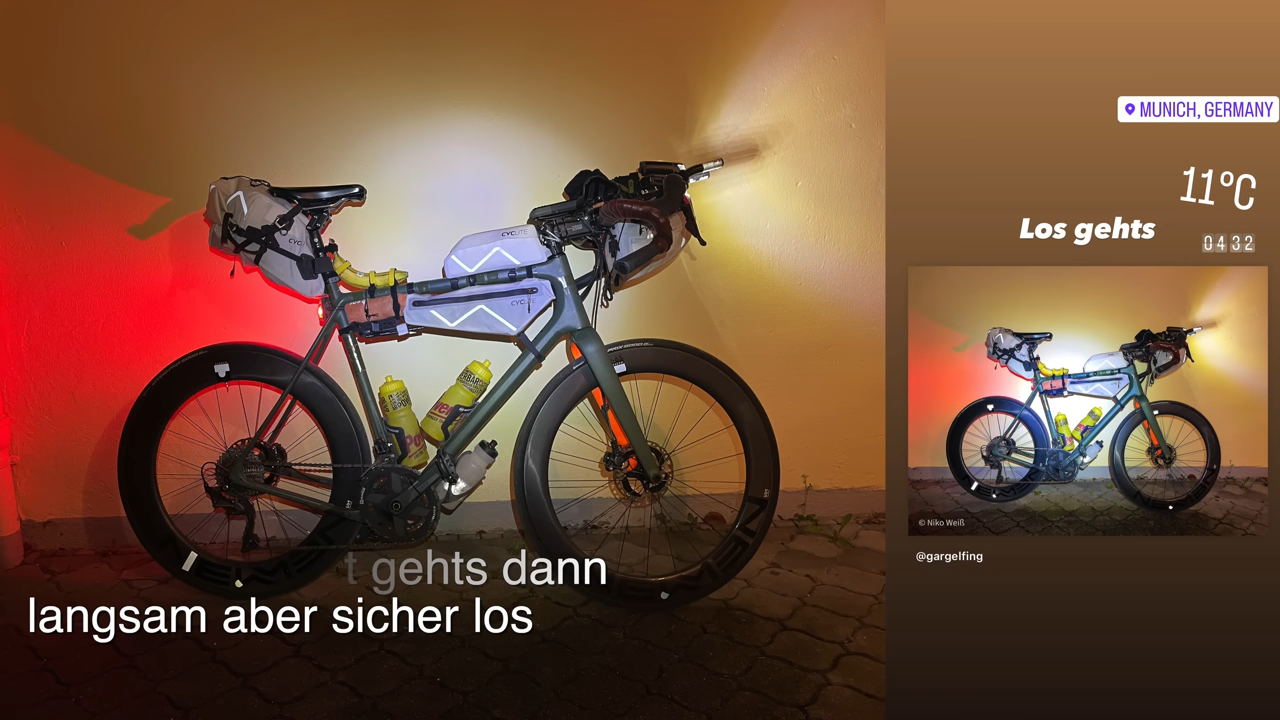 t gehts dann
langsam aber sicher los
MUNICH, GERMANY
11°C
Los gehts
04 32
© Niko Weiß
@gargelfing
CYCLITE
CYCLITE